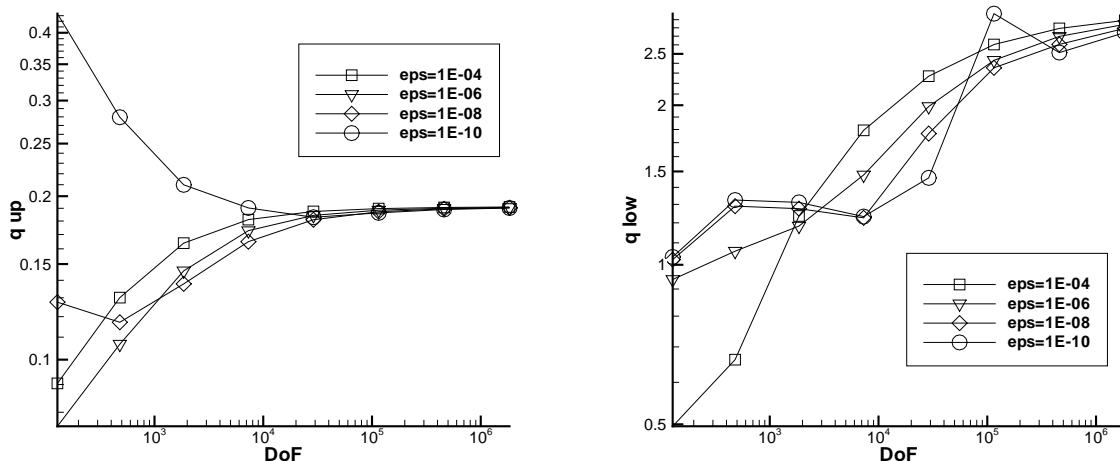 q up
0.4
0.35
0.3
0.25
0.2
0.15
0.1
10^3
10^4
10^5
10^6
DoF
eps=1E-04
eps=1E-06
eps=1E-08
eps=1E-10
q low
2.5
2
1.5
1
0.5
10^3
10^4
10^5
10^6
DoF
eps=1E-04
eps=1E-06
eps=1E-08
eps=1E-10